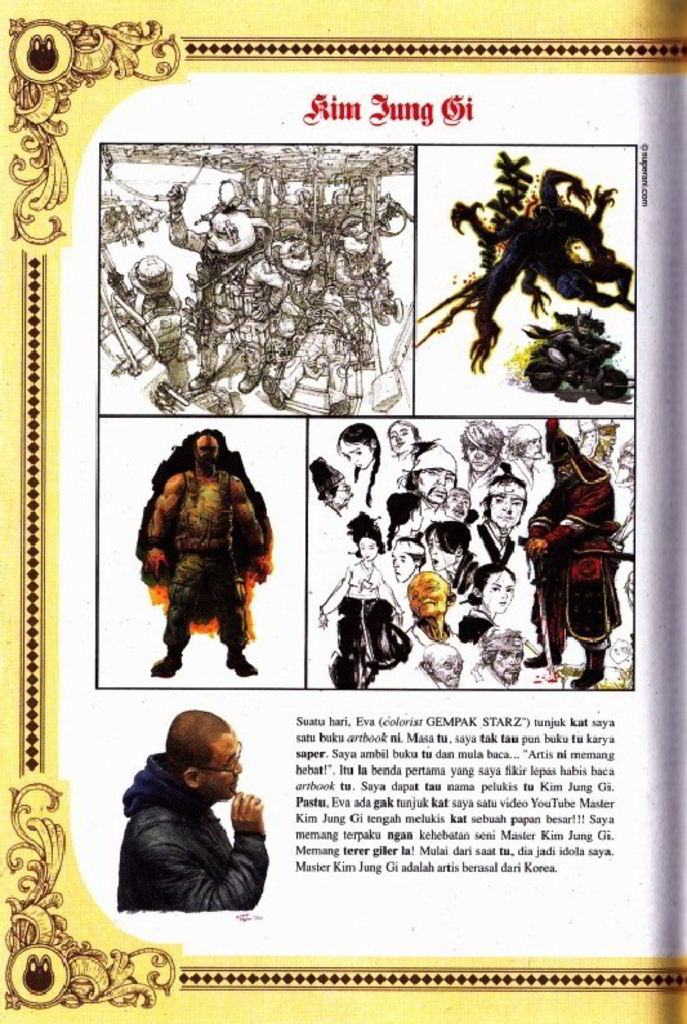 Kim Jung Gi
©superani.com
Suatu hari, Eva (colorist GEMPAK STARZ") tunjuk kat saya
satu buku artbook ni. Masa tu, saya tak tau pun buku tu karya
saper. Saya ambil buku tu dan mula baca... "Artis ni memang
hebat!". Itu la benda pertama yang saya fikir lepas habis baca
artbook tu. Saya dapat tau nama pelukis tu Kim Jung Gi.
Pastu, Eva ada gak tunjuk kat saya satu video YouTube Master
Kim Jung Gi tengah melukis kat sebuah papan besar!!! Saya
memang terpaku ngan kehebatan seni Master Kim Jung Gi.
Memang terer giler la! Mulai dari saat tu, dia jadi idola saya.
Master Kim Jung Gi adalah artis berasal dari Korea.